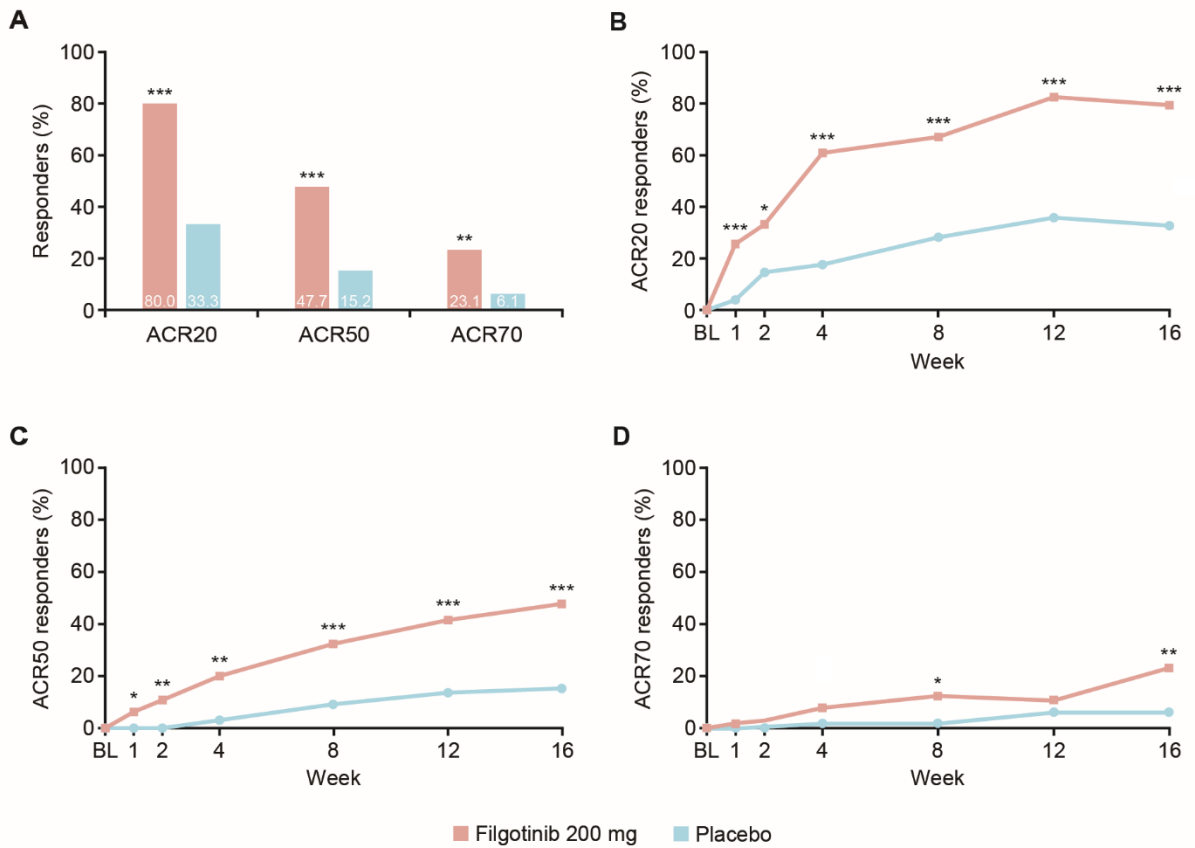 A
Responders (%)
100
80
60
40
20
0
***
***
**
80.0 33.3 47.7 15.2 23.1 6.1
ACR20 ACR50 ACR70
B
ACR20 responders (%)
100
80
60
40
20
0
*** * *** *** *** ***
BL 1 2 4 8 12 16
Week
C
ACR50 responders (%)
100
80
60
40
20
0
* ** ** *** *** ***
BL 1 2 4 8 12 16
Week
D
ACR70 responders (%)
100
80
60
40
20
0
* **
BL 1 2 4 8 12 16
Week
Filgotinib 200 mg Placebo